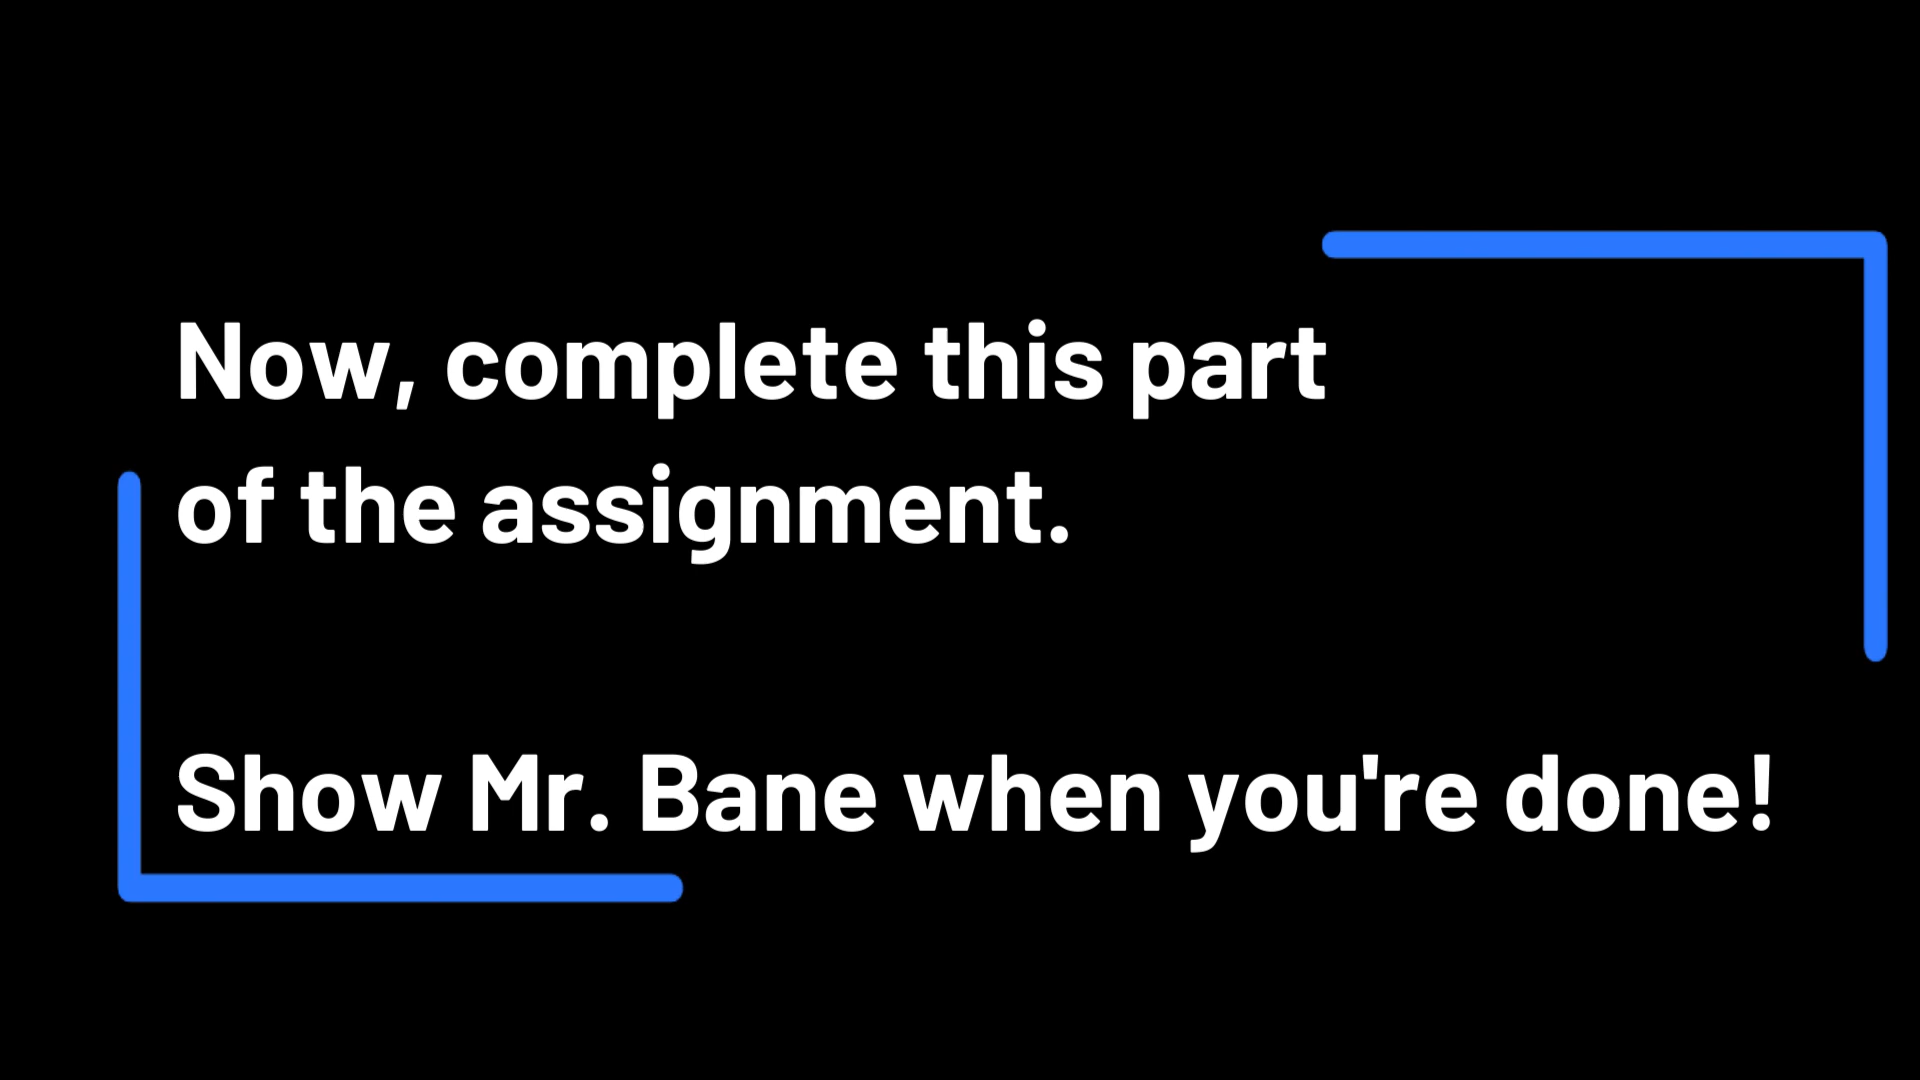 Now, complete this part
of the assignment.
Show Mr. Bane when you're done!